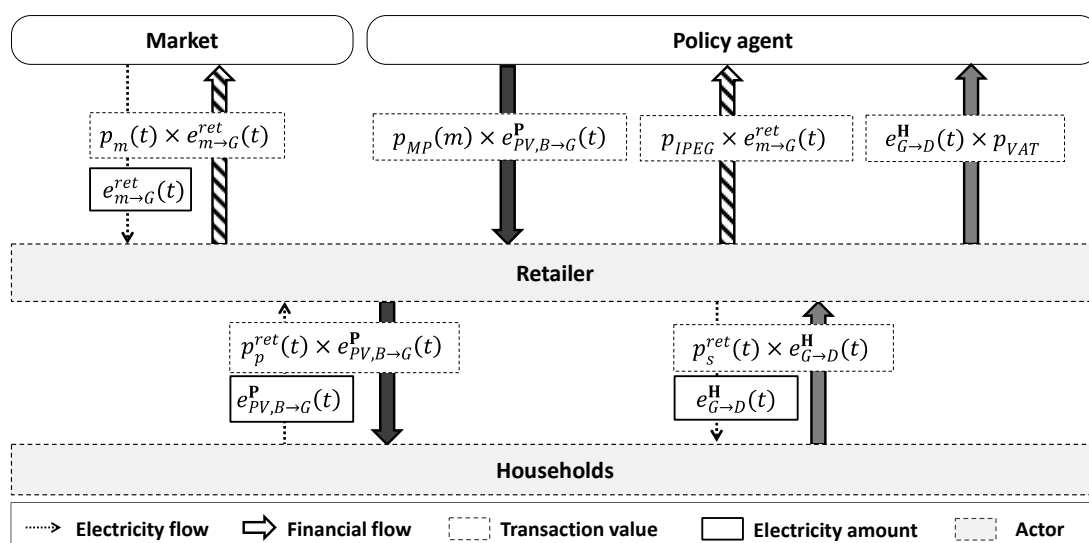 Market
Policy agent
p_m(t) × e^{ret}_{m→G}(t)
e^{ret}_{m→G}(t)
p_{MP}(m) × e^{P}_{PV,B→G}(t)
p_{IPEG} × e^{ret}_{m→G}(t)
e^{H}_{G→D}(t) × p_{VAT}
Retailer
p^{ret}_p(t) × e^{P}_{PV,B→G}(t)
e^{P}_{PV,B→G}(t)
p^{ret}_s(t) × e^{H}_{G→D}(t)
e^{H}_{G→D}(t)
Households
Electricity flow
Financial flow
Transaction value
Electricity amount
Actor